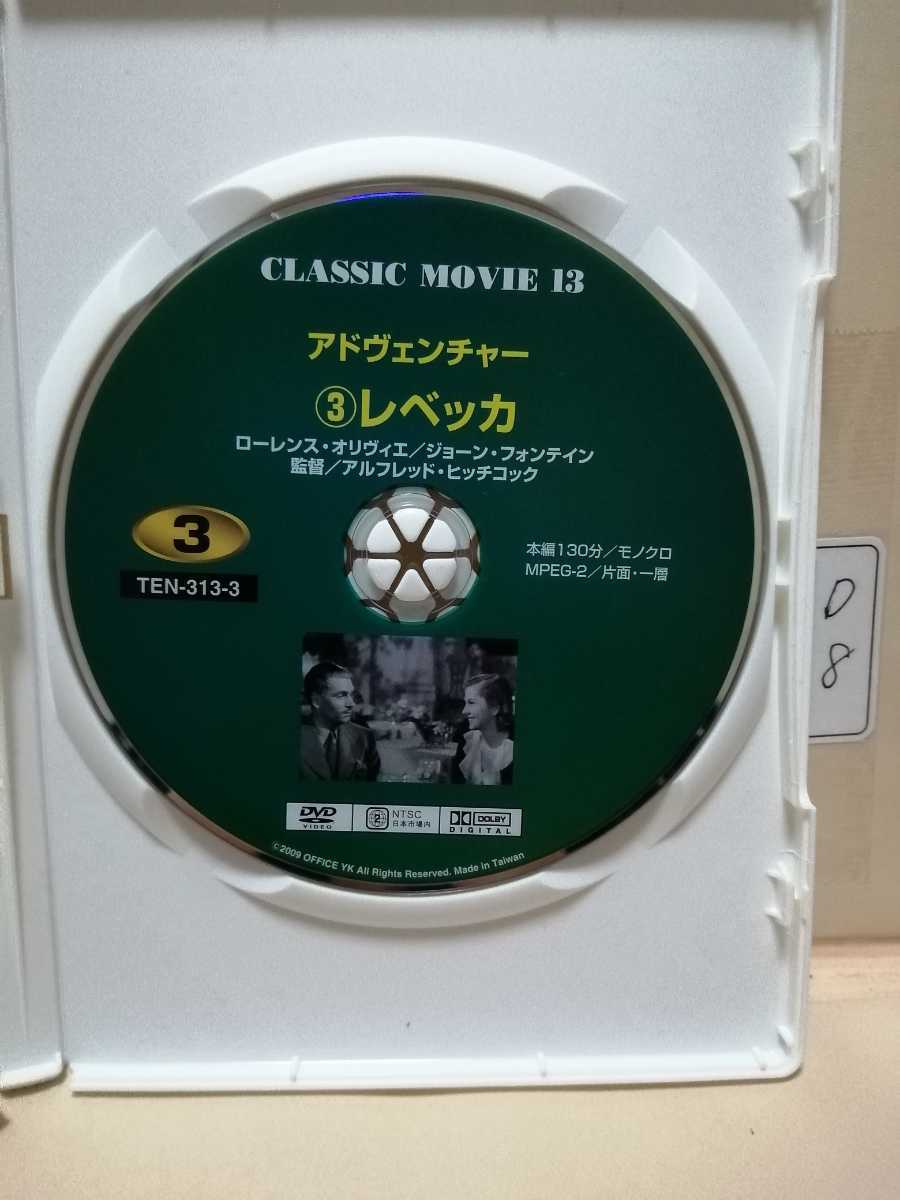 CLASSIC MOVIE 13
アドヴェンチャー
③レベッカ
ローレンス・オリヴィエ／ジョーン・フォンテイン
監督／アルフレッド・ヒッチコック
3
TEN-313-3
本編130分／モノクロ
MPEG-2／片面・一層
DVD
VIDEO
2
NTSC
日本市場内
DOLBY
DIGITAL
©2009 OFFICE YK All Rights Reserved. Made in Taiwan
D
8